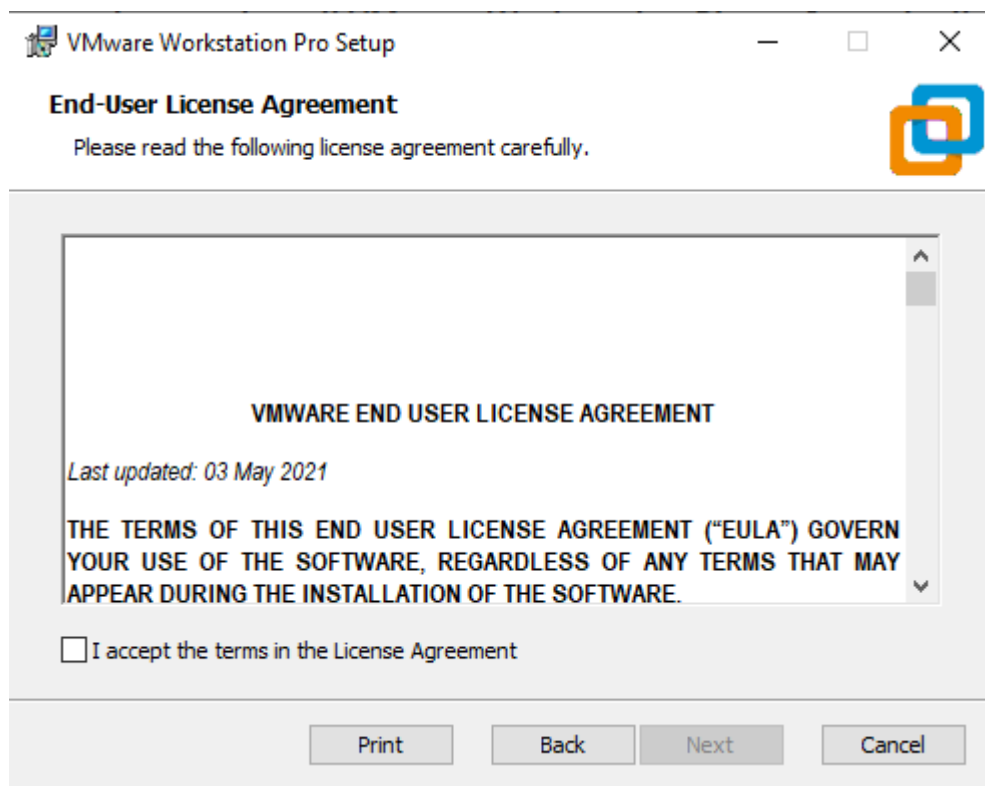 VMware Workstation Pro Setup
End-User License Agreement
Please read the following license agreement carefully.
VMWARE END USER LICENSE AGREEMENT
Last updated: 03 May 2021
THE TERMS OF THIS END USER LICENSE AGREEMENT (“EULA”) GOVERN
YOUR USE OF THE SOFTWARE, REGARDLESS OF ANY TERMS THAT MAY
APPEAR DURING THE INSTALLATION OF THE SOFTWARE.
I accept the terms in the License Agreement
Print Back Next Cancel